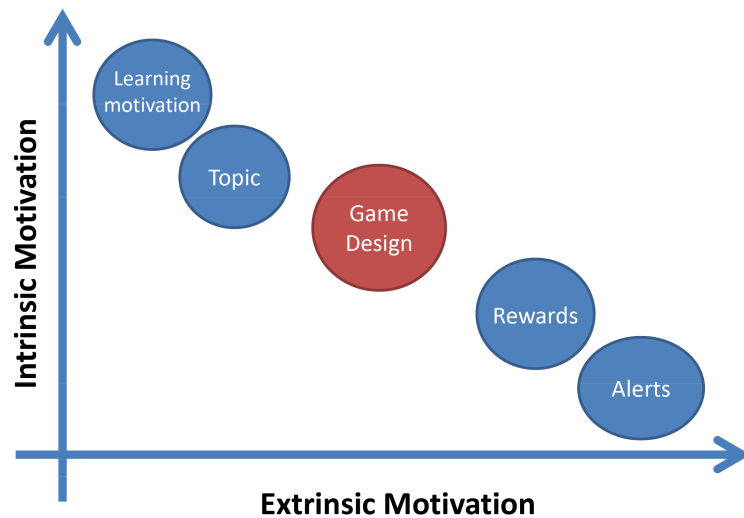 Learning
motivation
Topic
Game
Design
Rewards
Alerts
Intrinsic Motivation
Extrinsic Motivation